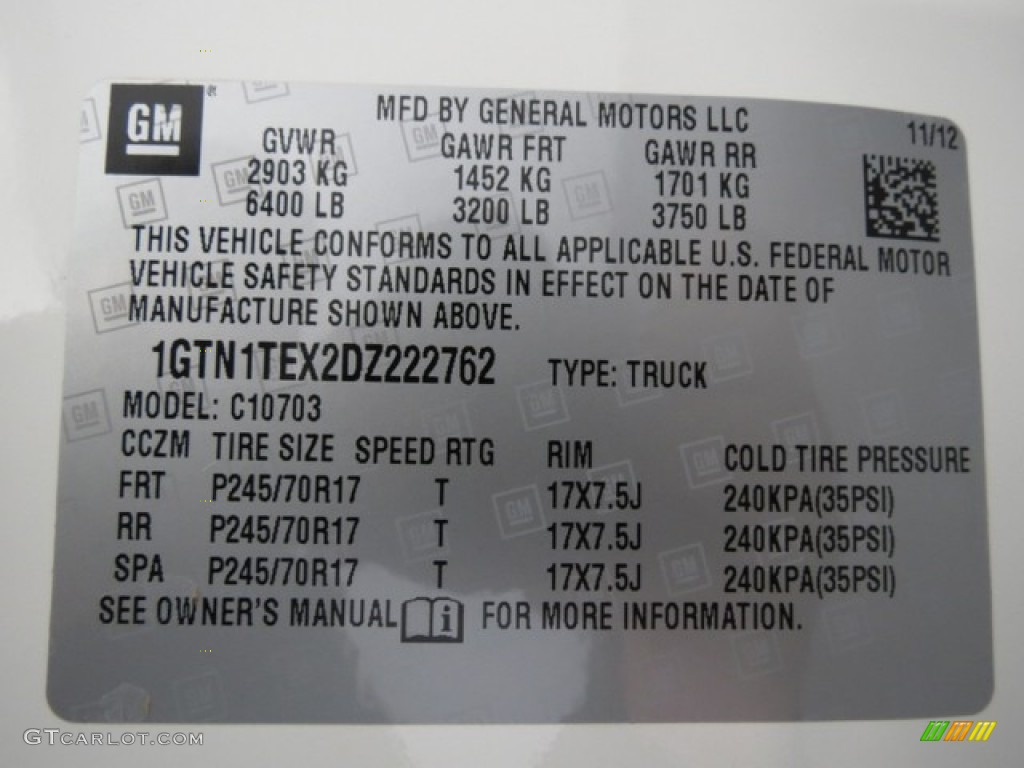 GM®
MFD BY GENERAL MOTORS LLC
11/12
GVWR GAWR FRT GAWR RR
2903 KG 1452 KG 1701 KG
6400 LB 3200 LB 3750 LB
THIS VEHICLE CONFORMS TO ALL APPLICABLE U.S. FEDERAL MOTOR
VEHICLE SAFETY STANDARDS IN EFFECT ON THE DATE OF
MANUFACTURE SHOWN ABOVE.
1GTN1TEX2DZ222762 TYPE: TRUCK
MODEL: C10703
CCZM TIRE SIZE SPEED RTG RIM COLD TIRE PRESSURE
FRT P245/70R17 T 17X7.5J 240KPA(35PSI)
RR P245/70R17 T 17X7.5J 240KPA(35PSI)
SPA P245/70R17 T 17X7.5J 240KPA(35PSI)
SEE OWNER'S MANUAL i FOR MORE INFORMATION.
GTCARLOT.COM